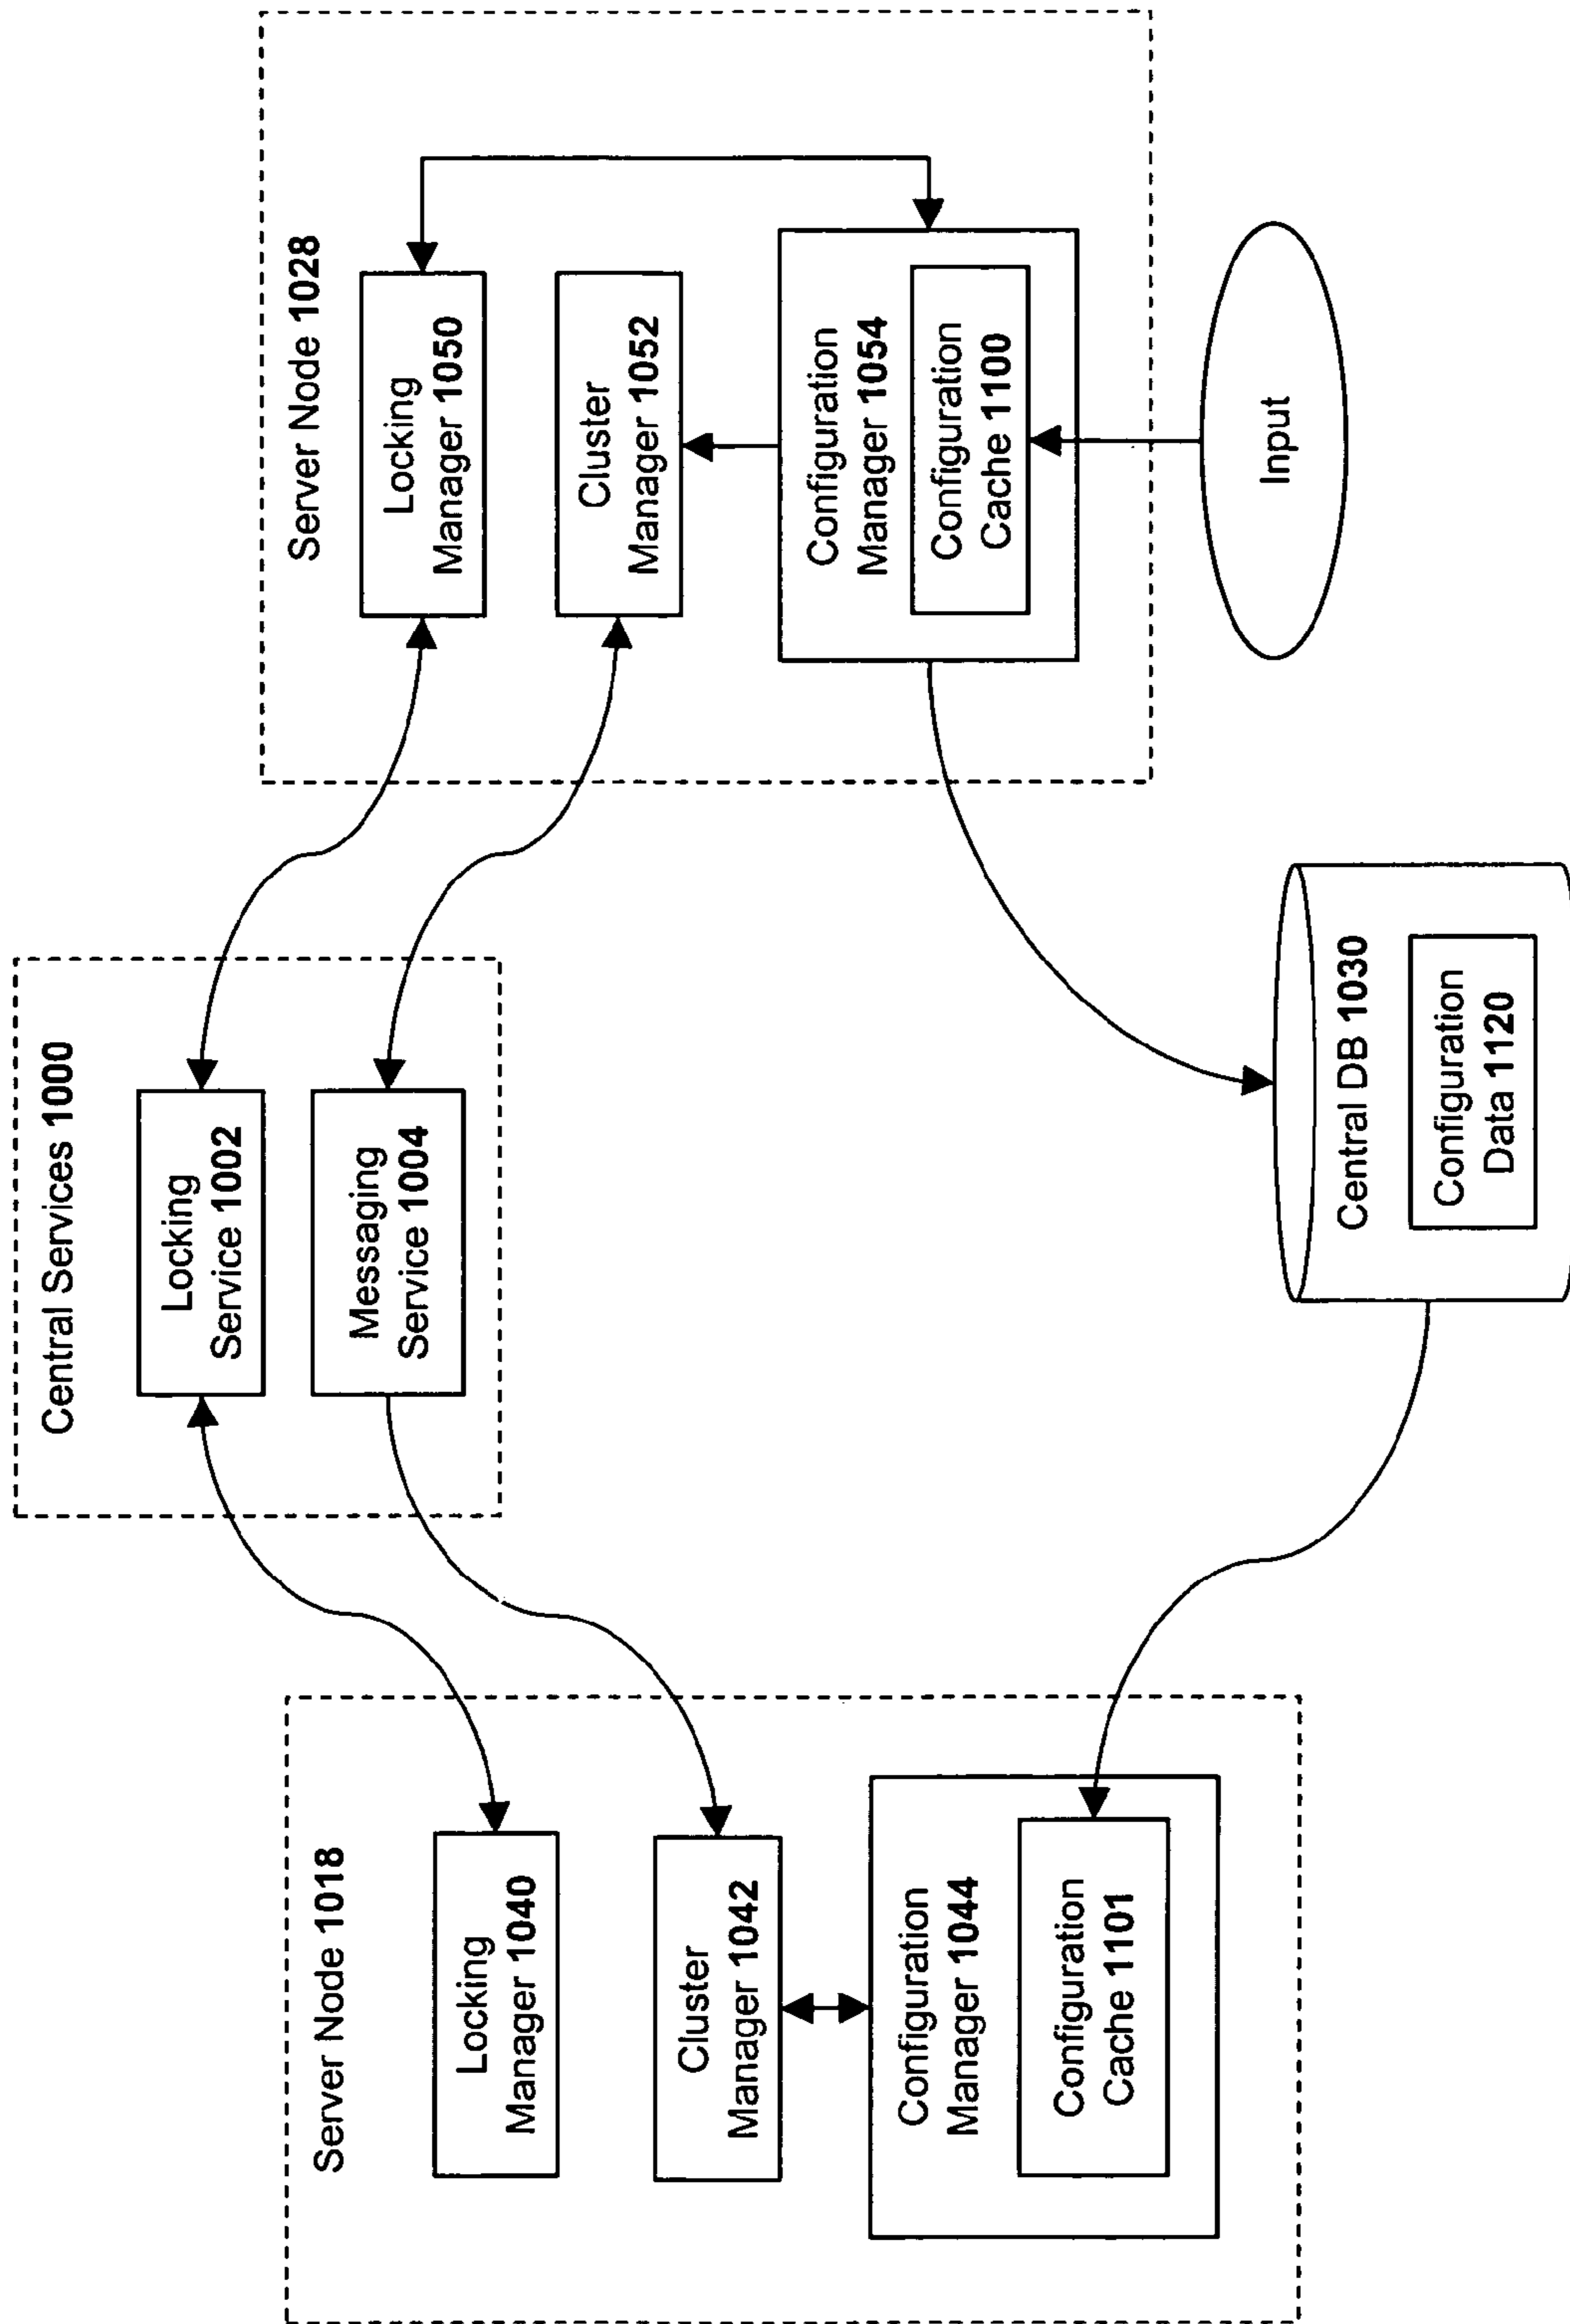 Central Services 1000
Locking
Service 1002
Messaging
Service 1004
Server Node 1018
Locking
Manager 1040
Cluster
Manager 1042
Configuration
Manager 1044
Configuration
Cache 1101
Server Node 1028
Locking
Manager 1050
Cluster
Manager 1052
Configuration
Manager 1054
Configuration
Cache 1100
Central DB 1030
Configuration
Data 1120
Input